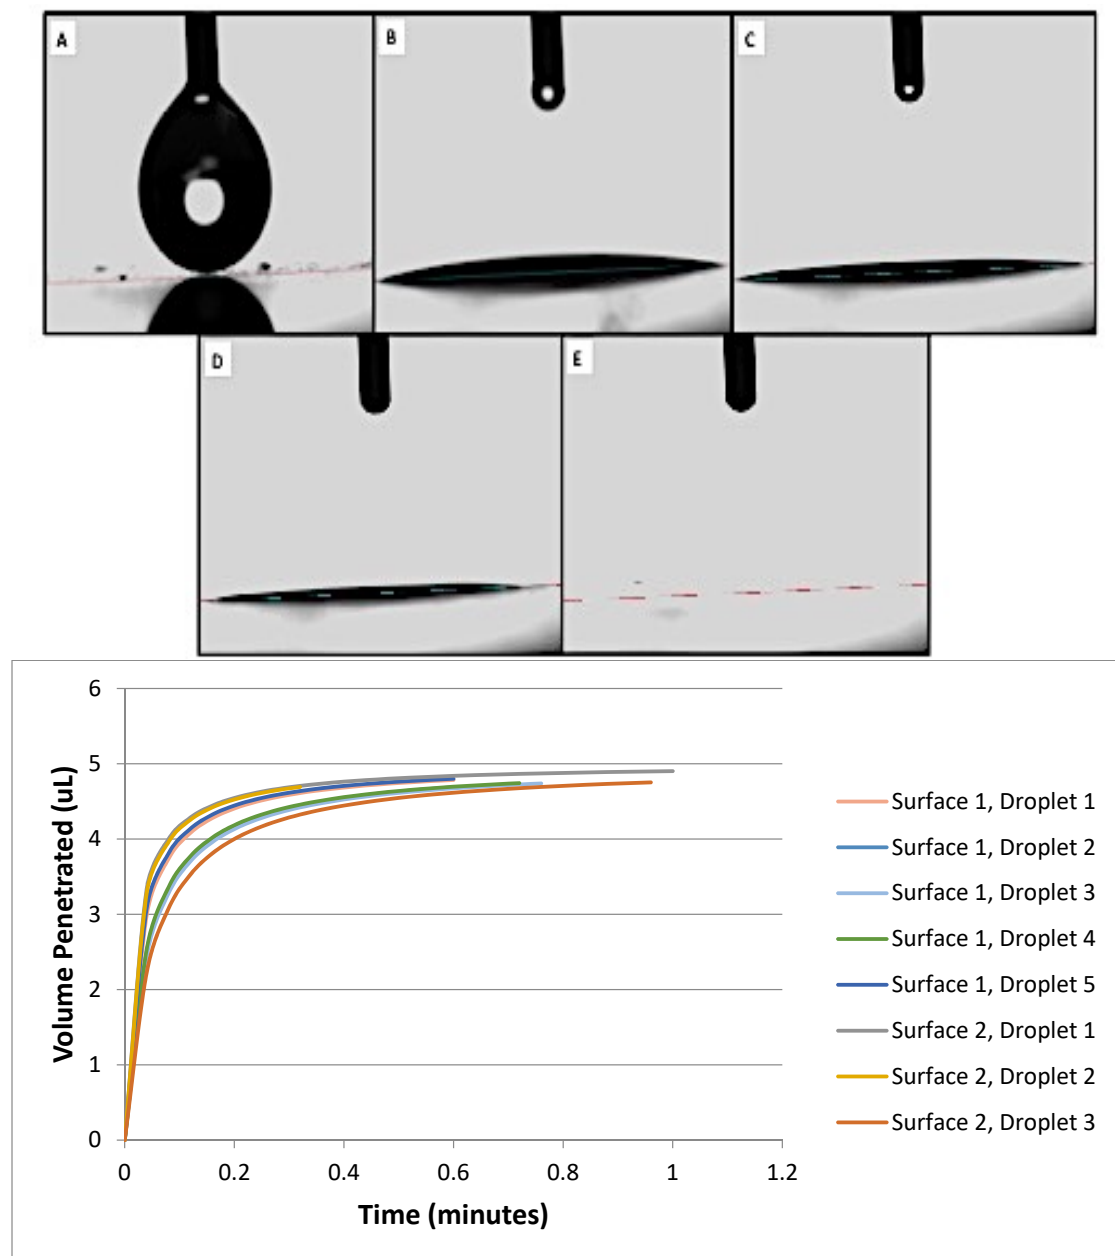 A
B
C
D
E
6
5
4
3
2
1
0
Volume Penetrated (uL)
0 0.2 0.4 0.6 0.8 1 1.2
Time (minutes)
Surface 1, Droplet 1
Surface 1, Droplet 2
Surface 1, Droplet 3
Surface 1, Droplet 4
Surface 1, Droplet 5
Surface 2, Droplet 1
Surface 2, Droplet 2
Surface 2, Droplet 3